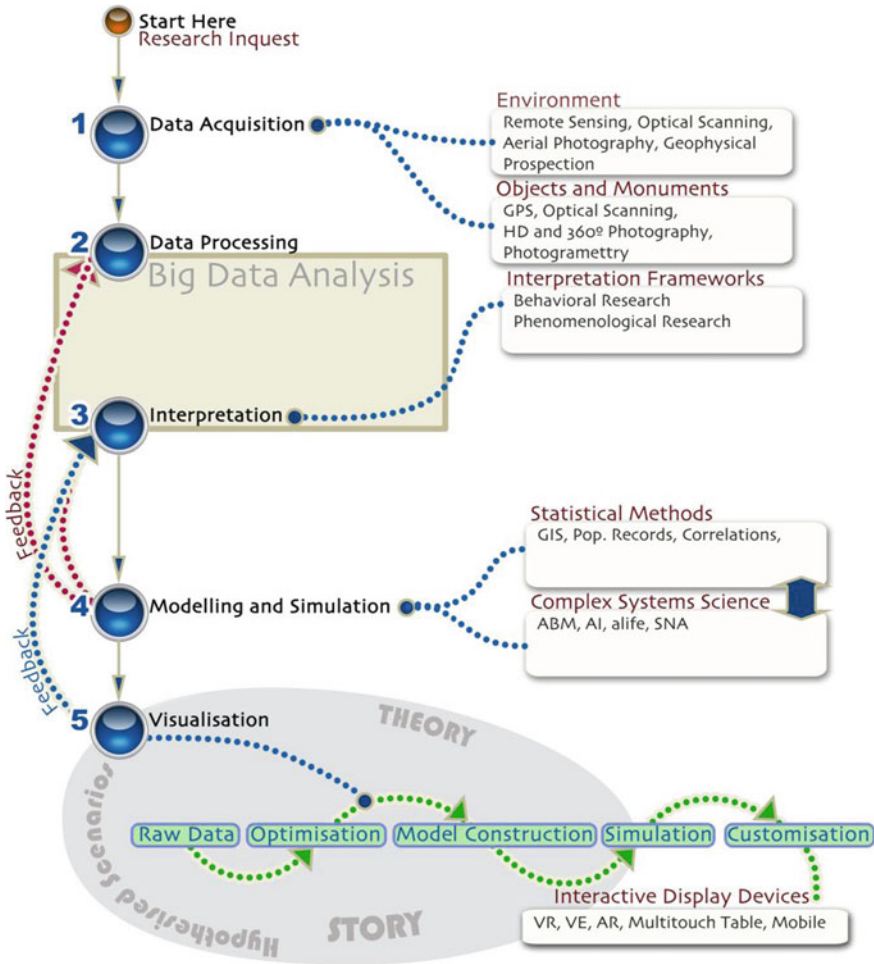 Start Here
Research Inquest
1 Data Acquisition
Environment
Remote Sensing, Optical Scanning,
Aerial Photography, Geophysical
Prospection
Objects and Monuments
GPS, Optical Scanning,
HD and 360º Photography,
Photogramettry
2 Data Processing
Big Data Analysis
Interpretation Frameworks
Behavioral Research
Phenomenological Research
3 Interpretation
Feedback
Statistical Methods
GIS, Pop. Records, Correlations,
4 Modelling and Simulation
Complex Systems Science
ABM, AI, alife, SNA
Feedback
5 Visualisation
THEORY
Hypothesised Scenarios
Raw Data
Optimisation
Model Construction
Simulation
Customisation
STORY
Interactive Display Devices
VR, VE, AR, Multitouch Table, Mobile